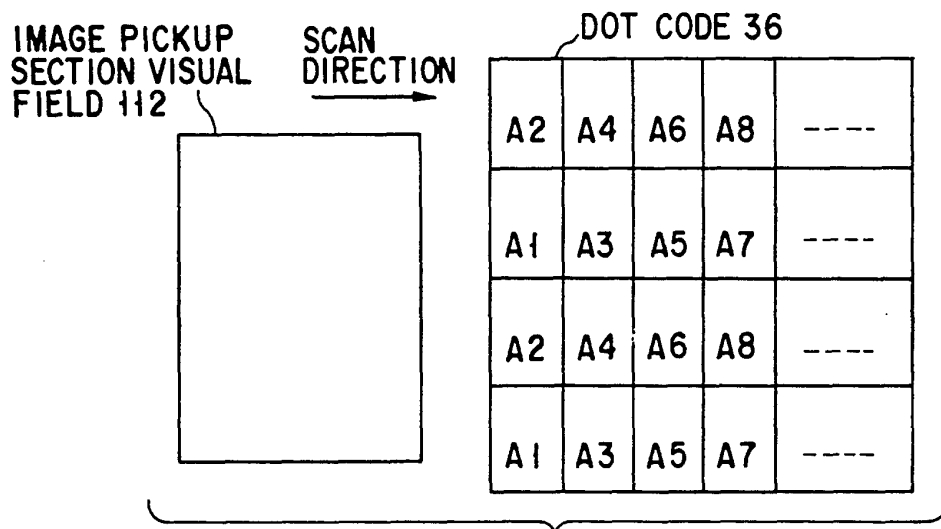 IMAGE PICKUP
SECTION VISUAL
FIELD 112
SCAN
DIRECTION
DOT CODE 36
A2 A4 A6 A8 ----
A1 A3 A5 A7 ----
A2 A4 A6 A8 ----
A1 A3 A5 A7 ----